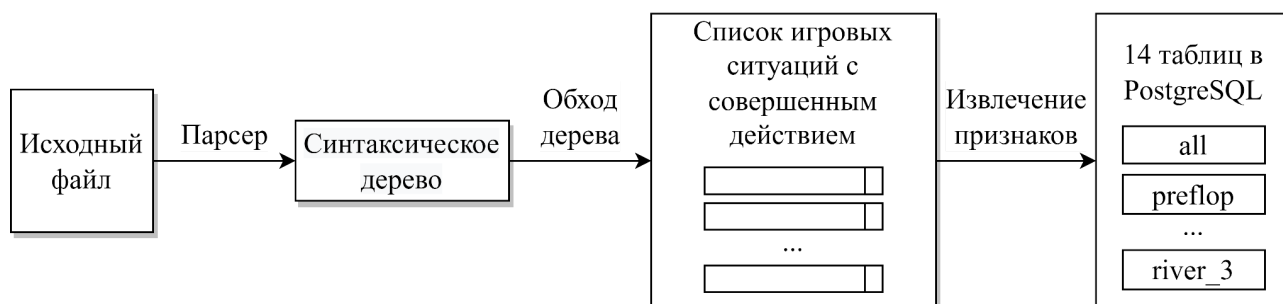 Исходный
файл
Парсер
Синтаксическое
дерево
Обход
дерева
Список игровых
ситуаций с
совершенным
действием
...
Извлечение
признаков
14 таблиц в
PostgreSQL
all
preflop
...
river_3